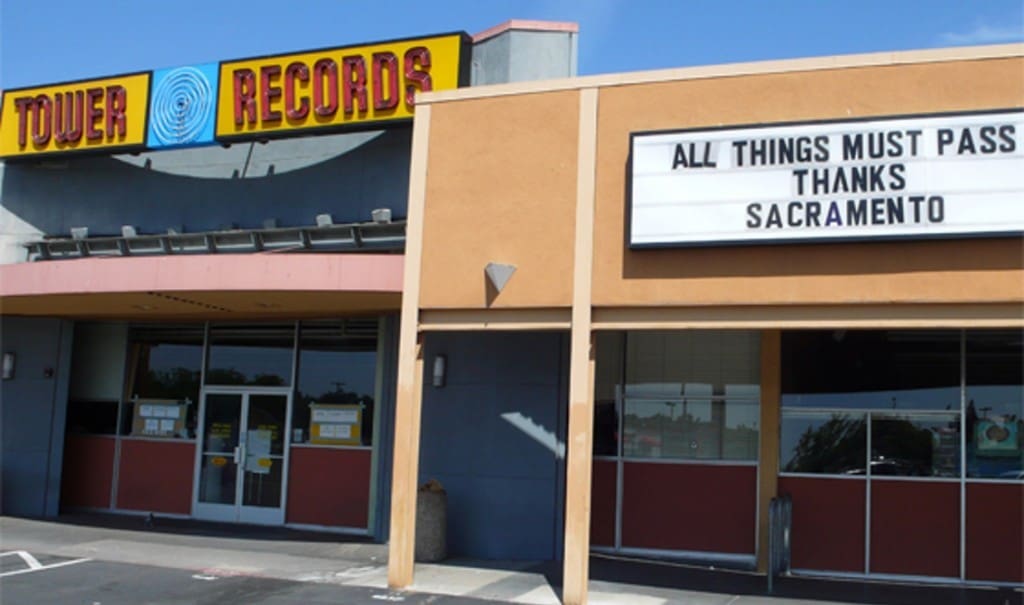 TOWER RECORDS
ALL THINGS MUST PASS
THANKS
SACRAMENTO